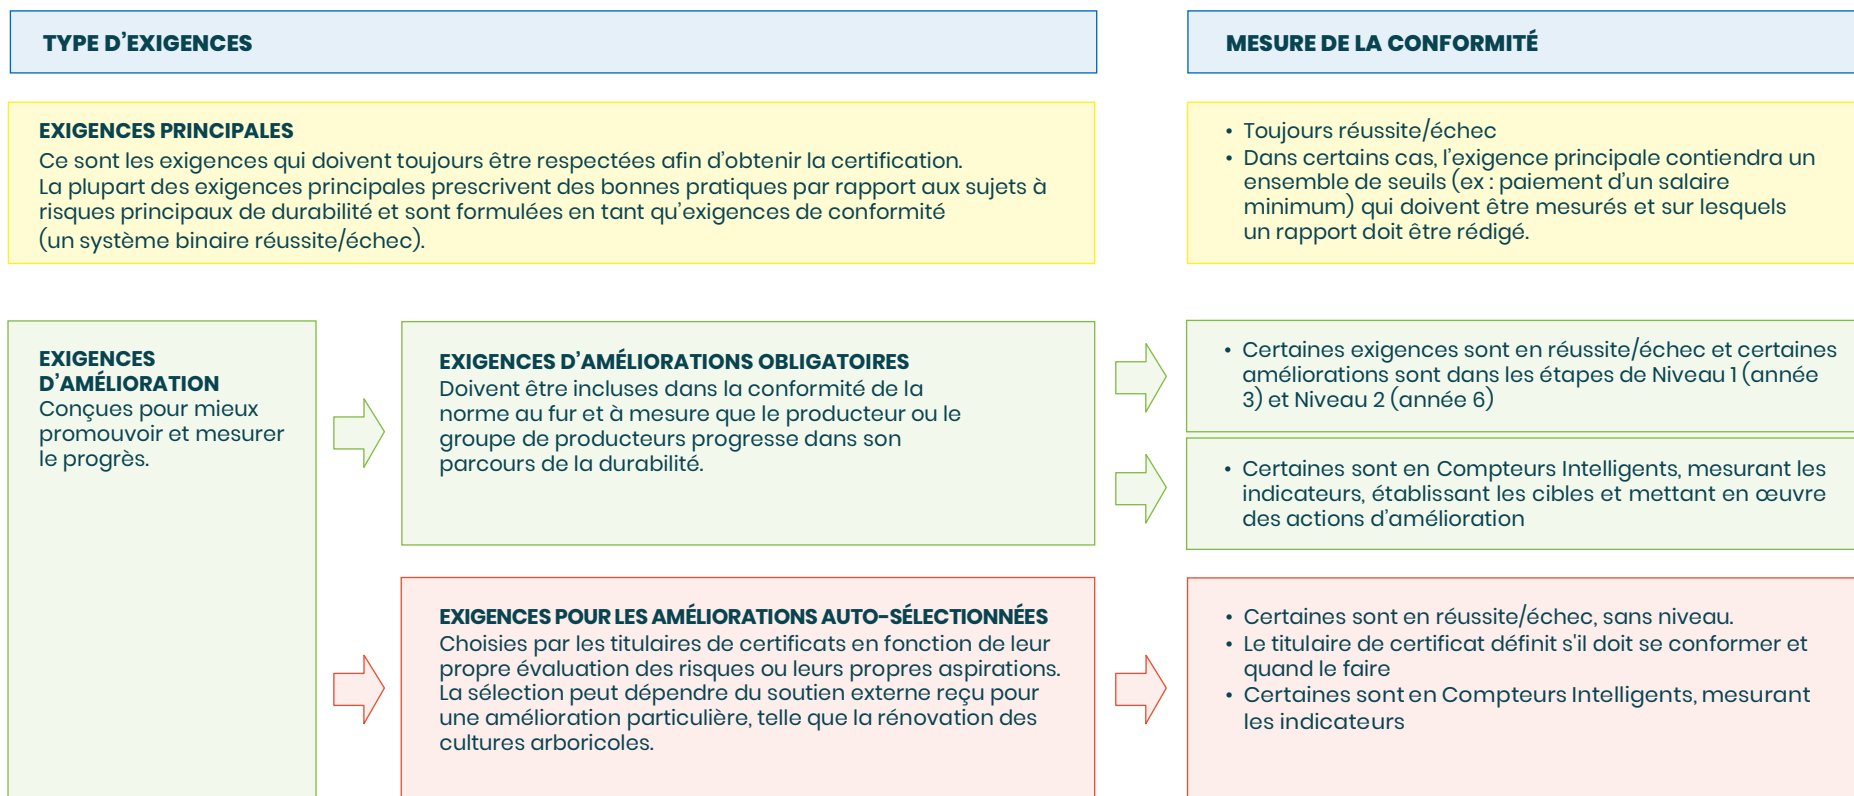 TYPE D’EXIGENCES
MESURE DE LA CONFORMITÉ
EXIGENCES PRINCIPALES
Ce sont les exigences qui doivent toujours être respectées afin d’obtenir la certification.
La plupart des exigences principales prescrivent des bonnes pratiques par rapport aux sujets à
risques principaux de durabilité et sont formulées en tant qu’exigences de conformité
(un système binaire réussite/échec).
• Toujours réussite/échec
• Dans certains cas, l’exigence principale contiendra un
ensemble de seuils (ex : paiement d’un salaire
minimum) qui doivent être mesurés et sur lesquels
un rapport doit être rédigé.
EXIGENCES
D’AMÉLIORATION
Conçues pour mieux
promouvoir et mesurer
le progrès.
EXIGENCES D’AMÉLIORATIONS OBLIGATOIRES
Doivent être incluses dans la conformité de la
norme au fur et à mesure que le producteur ou le
groupe de producteurs progresse dans son
parcours de la durabilité.
• Certaines exigences sont en réussite/échec et certaines
améliorations sont dans les étapes de Niveau 1 (année
3) et Niveau 2 (année 6)
• Certaines sont en Compteurs Intelligents, mesurant les
indicateurs, établissant les cibles et mettant en œuvre
des actions d’amélioration
EXIGENCES POUR LES AMÉLIORATIONS AUTO-SÉLECTIONNÉES
Choisies par les titulaires de certificats en fonction de leur
propre évaluation des risques ou leurs propres aspirations.
La sélection peut dépendre du soutien externe reçu pour
une amélioration particulière, telle que la rénovation des
cultures arboricoles.
• Certaines sont en réussite/échec, sans niveau.
• Le titulaire de certificat définit s'il doit se conformer et
quand le faire
• Certaines sont en Compteurs Intelligents, mesurant
les indicateurs